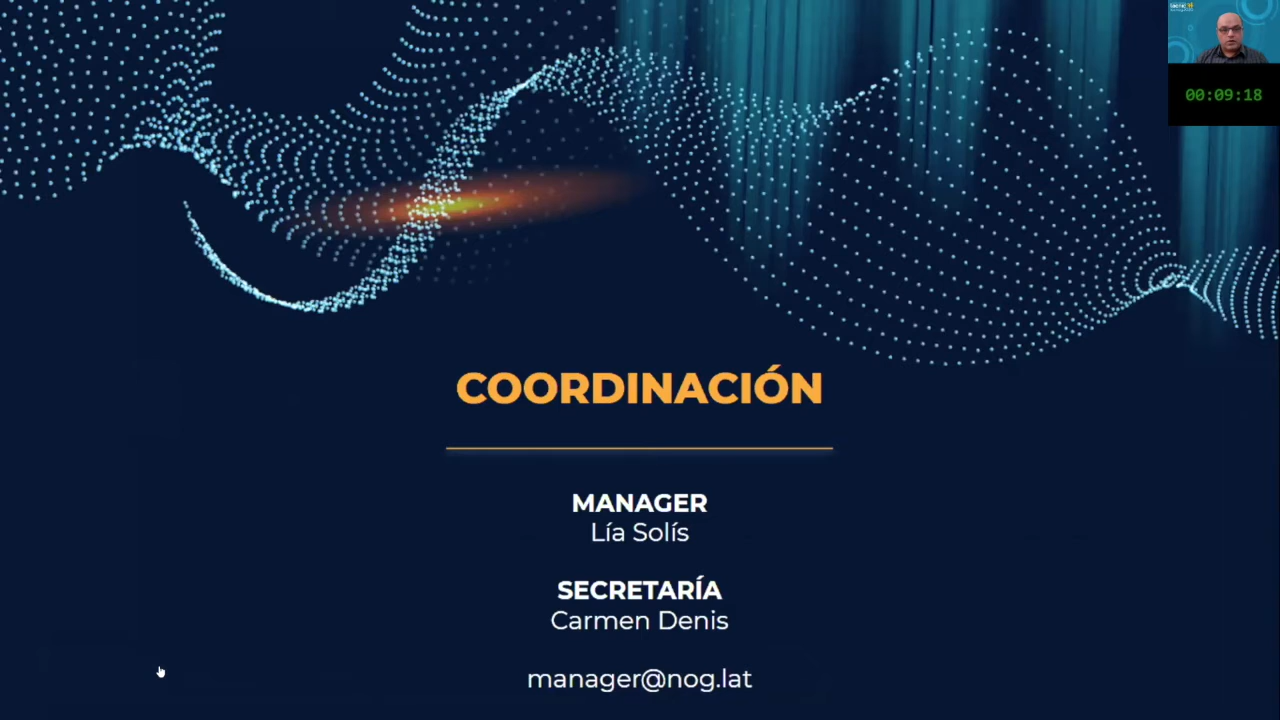 00:09:18
COORDINACIÓN
MANAGER
Lía Solís
SECRETARÍA
Carmen Denis
manager@nog.lat